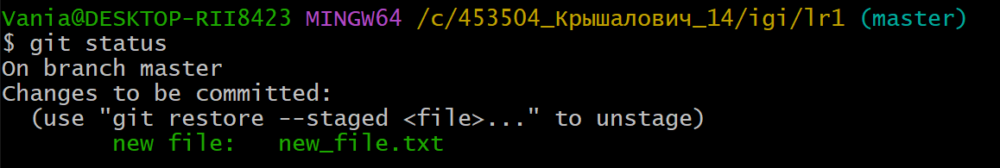 Vania@DESKTOP-RII8423 MINGW64 /c/453504_Крышалович_14/igi/lr1 (master)
$ git status
On branch master
Changes to be committed:
  (use "git restore --staged <file>..." to unstage)
        new file:   new_file.txt